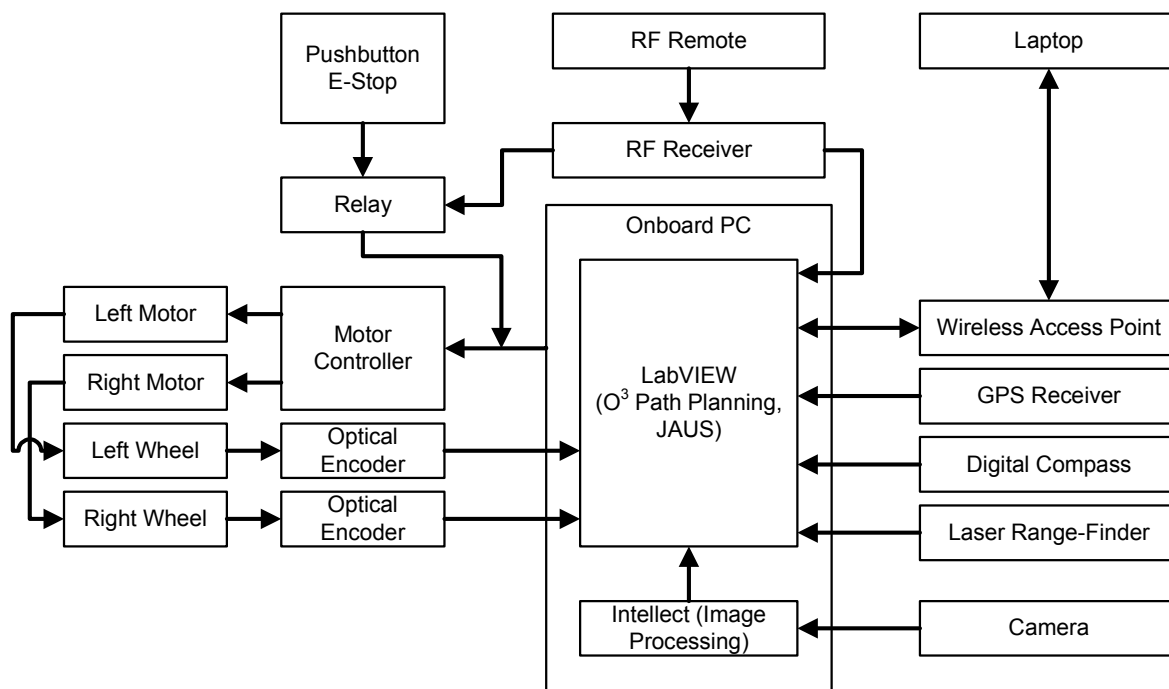 Pushbutton
E-Stop
RF Remote
Laptop
RF Receiver
Relay
Onboard PC
Left Motor
Motor
Controller
Right Motor
LabVIEW
(O³ Path Planning,
JAUS)
Wireless Access Point
GPS Receiver
Left Wheel
Optical
Encoder
Digital Compass
Right Wheel
Optical
Encoder
Laser Range-Finder
Intellect (Image
Processing)
Camera